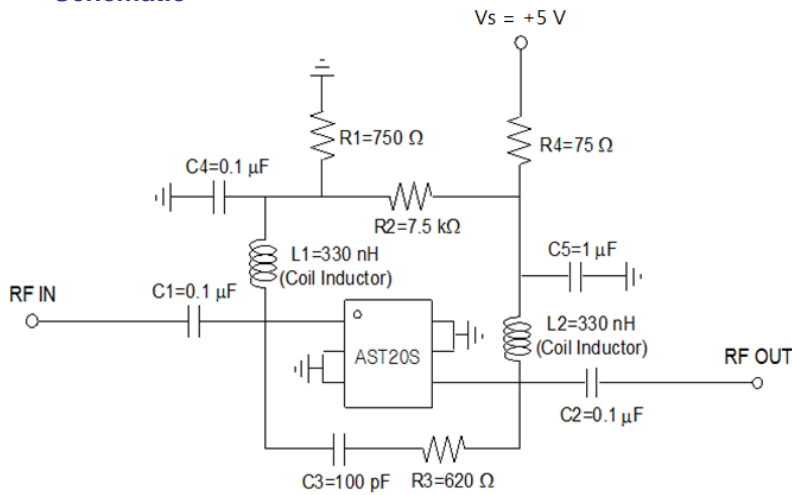 Schematic
Vs = +5 V
R1=750 Ω
R4=75 Ω
C4=0.1 µF
R2=7.5 kΩ
L1=330 nH
(Coil Inductor)
C5=1 µF
C1=0.1 µF
RF IN
L2=330 nH
(Coil Inductor)
AST20S
RF OUT
C2=0.1 µF
C3=100 pF
R3=620 Ω